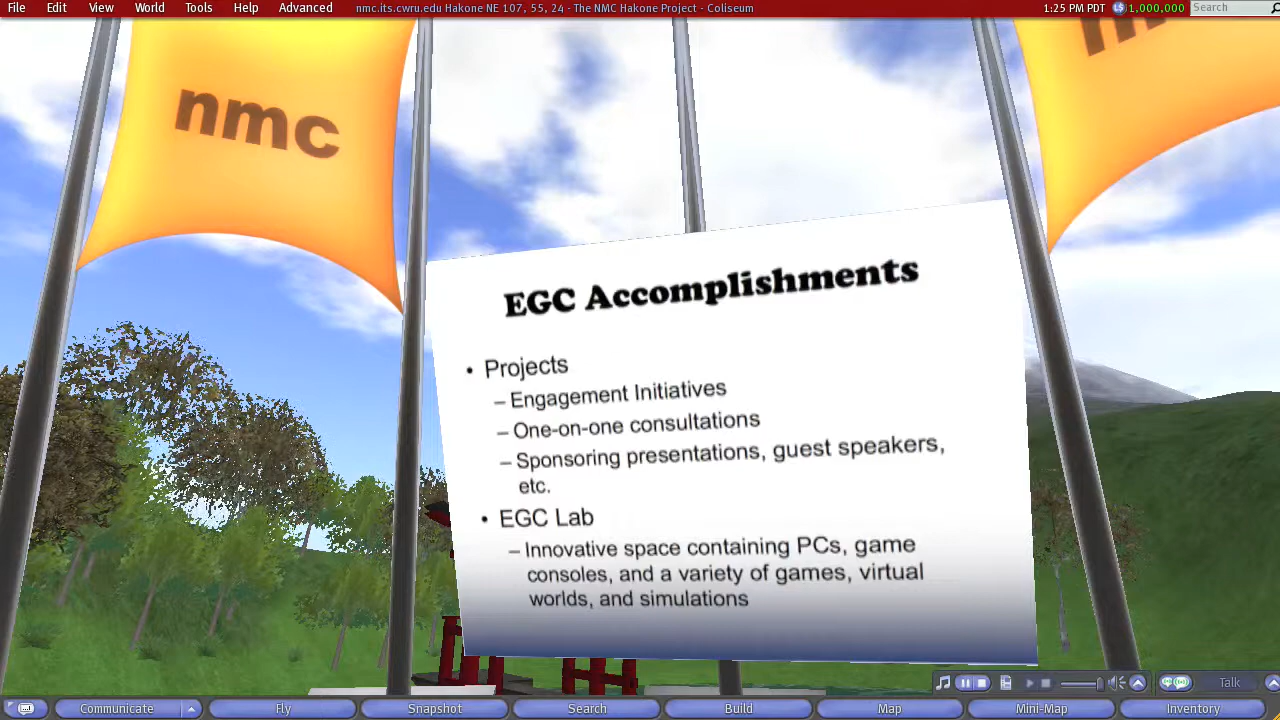 File Edit View World Tools Help Advanced nmc.its.cwru.edu Hakone NE 107, 55, 24 - The NMC Hakone Project - Coliseum 1:25 PM PDT L$ 1,000,000 Search
nmc
EGC Accomplishments
• Projects
– Engagement Initiatives
– One-on-one consultations
– Sponsoring presentations, guest speakers,
etc.
• EGC Lab
– Innovative space containing PCs, game
consoles, and a variety of games, virtual
worlds, and simulations
Talk
Communicate Fly Snapshot Search Build Map Mini-Map Inventory